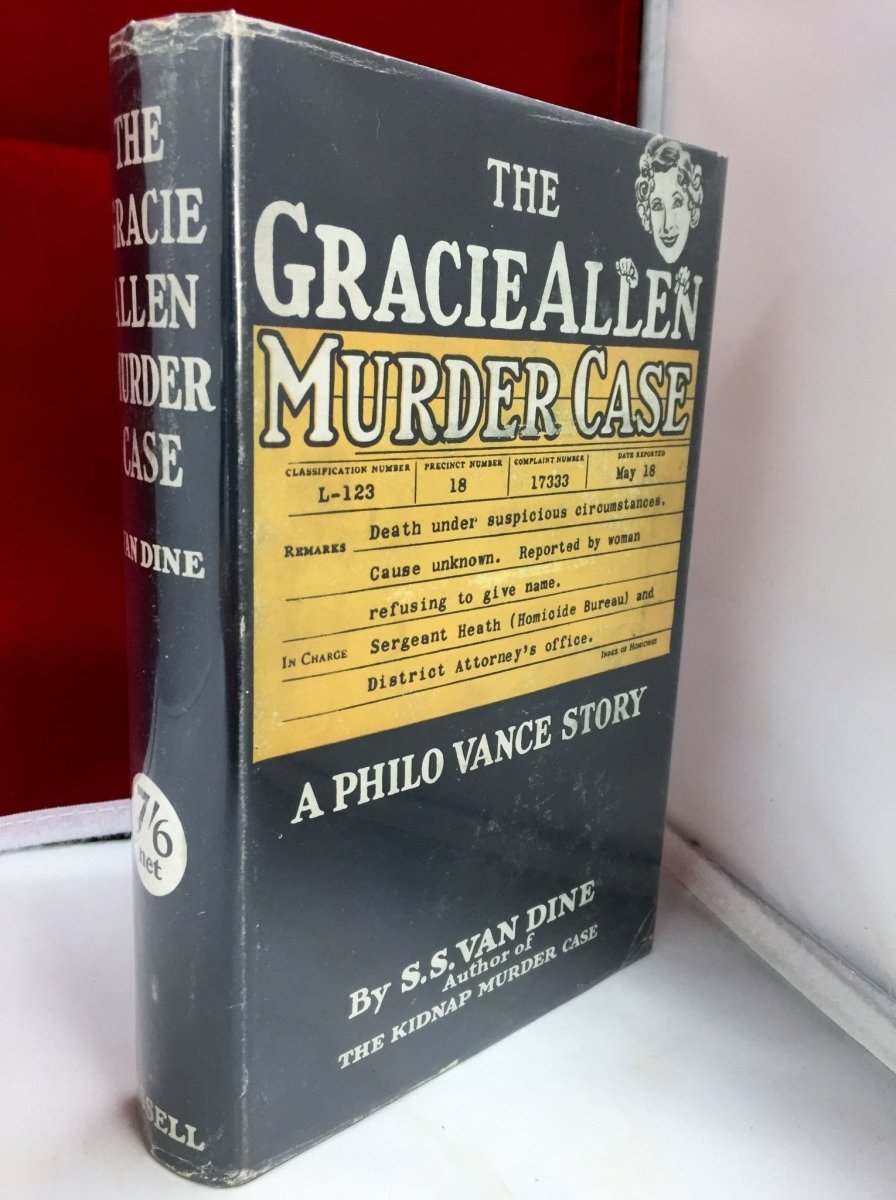 THE
GRACIE
ALLEN
MURDER
CASE
VAN DINE
7/6
net
THE
GRACIE ALLEN
MURDER CASE
CLASSIFICATION NUMBER PRECINCT NUMBER COMPLAINT NUMBER DATE REPORTED
L-123 18 17333 May 18
REMARKS Death under suspicious circumstances.
Cause unknown. Reported by woman
refusing to give name.
IN CHARGE Sergeant Heath (Homicide Bureau) and
District Attorney's office.
INDEX OF HOMICIDES
A PHILO VANCE STORY
By S.S. VAN DINE
Author of
THE KIDNAP MURDER CASE